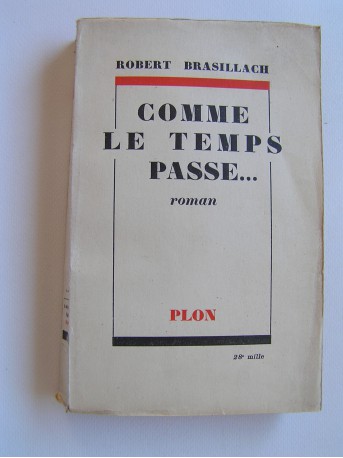 ROBERT BRASILLACH
COMME
LE TEMPS
PASSE...
roman
PLON
28e mille